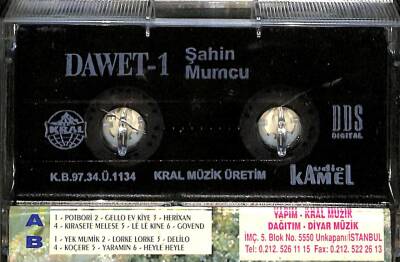 DAWET-1 Şahin
Mumcu
KRAL
DDS
DIGITAL
Audio
kAMEL
K.B.97.34.Ü.1134 KRAL MÜZİK ÜRETİM
A
1 - POTBORİ 2 - GELLO EV KİYE 3 - HERİXAN
4 - KIRASETE MELESE 5 - LÊ LÊ KINE 6 - GOVEND
B
1 - YEK MUMİK 2 - LORKE LORKE 3 - DELİLO
4 - KOÇERE 5 - YARAMIN 6 - HEYLE HEYLE
YAPIM - KRAL MÜZİK
DAĞITIM - DİYAR MÜZİK
İMÇ. 5. Blok No. 5550 Unkapanı/İSTANBUL
Tel: 0.212. 526 11 15 Fax: 0.212. 522 26 13